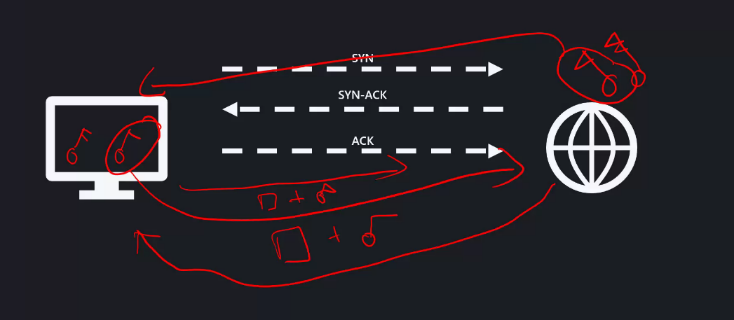 SYN
SYN-ACK
ACK
+
+